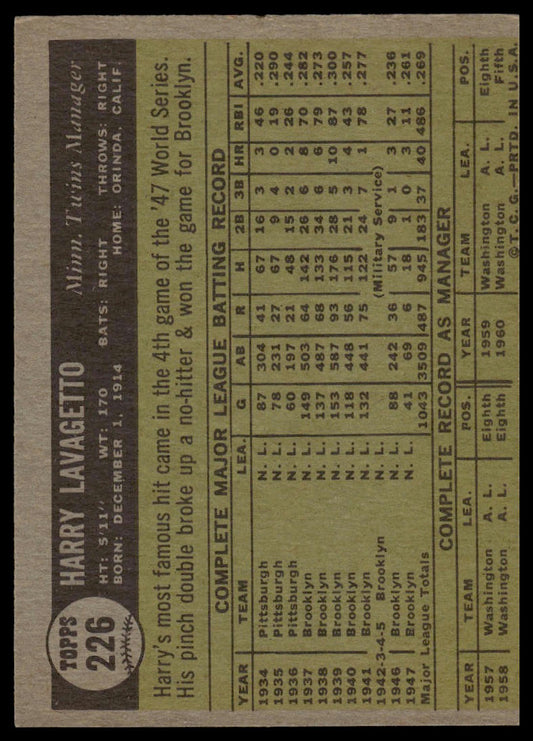 TOPPS
226
HARRY LAVAGETTO Minn. Twins Manager
HT: 5'11" WT: 170 BATS: RIGHT THROWS: RIGHT
BORN: DECEMBER 1, 1914 HOME: ORINDA, CALIF.
Harry's most famous hit came in the 4th game of the '47 World Series.
His pinch double broke up a no-hitter & won the game for Brooklyn.
COMPLETE MAJOR LEAGUE BATTING RECORD
YEAR TEAM LEA. G AB R H 2B 3B HR RBI AVG.
1934 Pittsburgh N. L. 87 304 41 67 16 3 3 46 .220
1935 Pittsburgh N. L. 78 231 27 67 9 4 0 19 .290
1936 Pittsburgh N. L. 60 197 21 48 15 2 2 26 .244
1937 Brooklyn N. L. 149 503 64 142 26 6 8 70 .282
1938 Brooklyn N. L. 137 487 68 133 34 6 6 79 .273
1939 Brooklyn N. L. 153 587 93 176 28 5 10 87 .300
1940 Brooklyn N. L. 118 448 56 115 21 3 4 43 .257
1941 Brooklyn N. L. 132 441 75 122 24 7 1 78 .277
1942-3-4-5 Brooklyn (Military Service)
1946 Brooklyn N. L. 88 242 36 57 9 1 3 27 .236
1947 Brooklyn N. L. 41 69 6 18 1 0 3 11 .261
Major League Totals 1043 3509 487 945 183 37 40 486 .269
COMPLETE RECORD AS MANAGER
YEAR TEAM LEA. POS. YEAR TEAM LEA. POS.
1957 Washington A. L. Eighth 1959 Washington A. L. Eighth
1958 Washington A. L. Eighth 1960 Washington A. L. Fifth
©T. C. G.—PRTD. IN U. S. A.